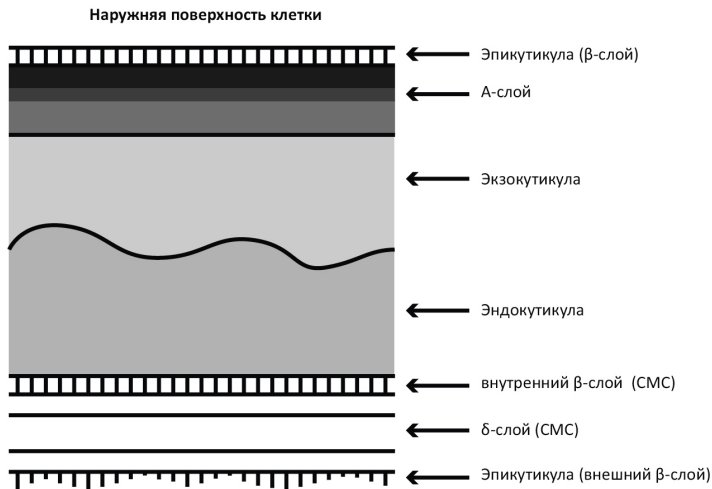 Наружняя поверхность клетки
Эпикутикула (β-слой)
А-слой
Экзокутикула
Эндокутикула
внутренний β-слой (СМС)
δ-слой (СМС)
Эпикутикула (внешний β-слой)